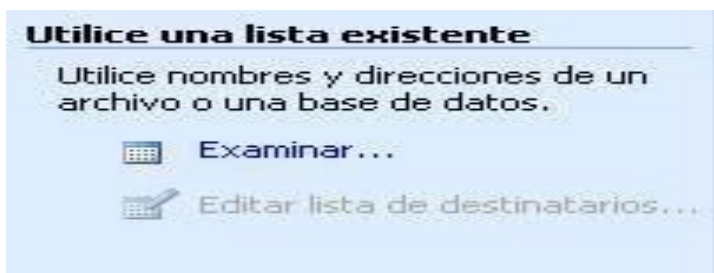 Utilice una lista existente
Utilice nombres y direcciones de un
archivo o una base de datos.
Examinar...
Editar lista de destinatarios...